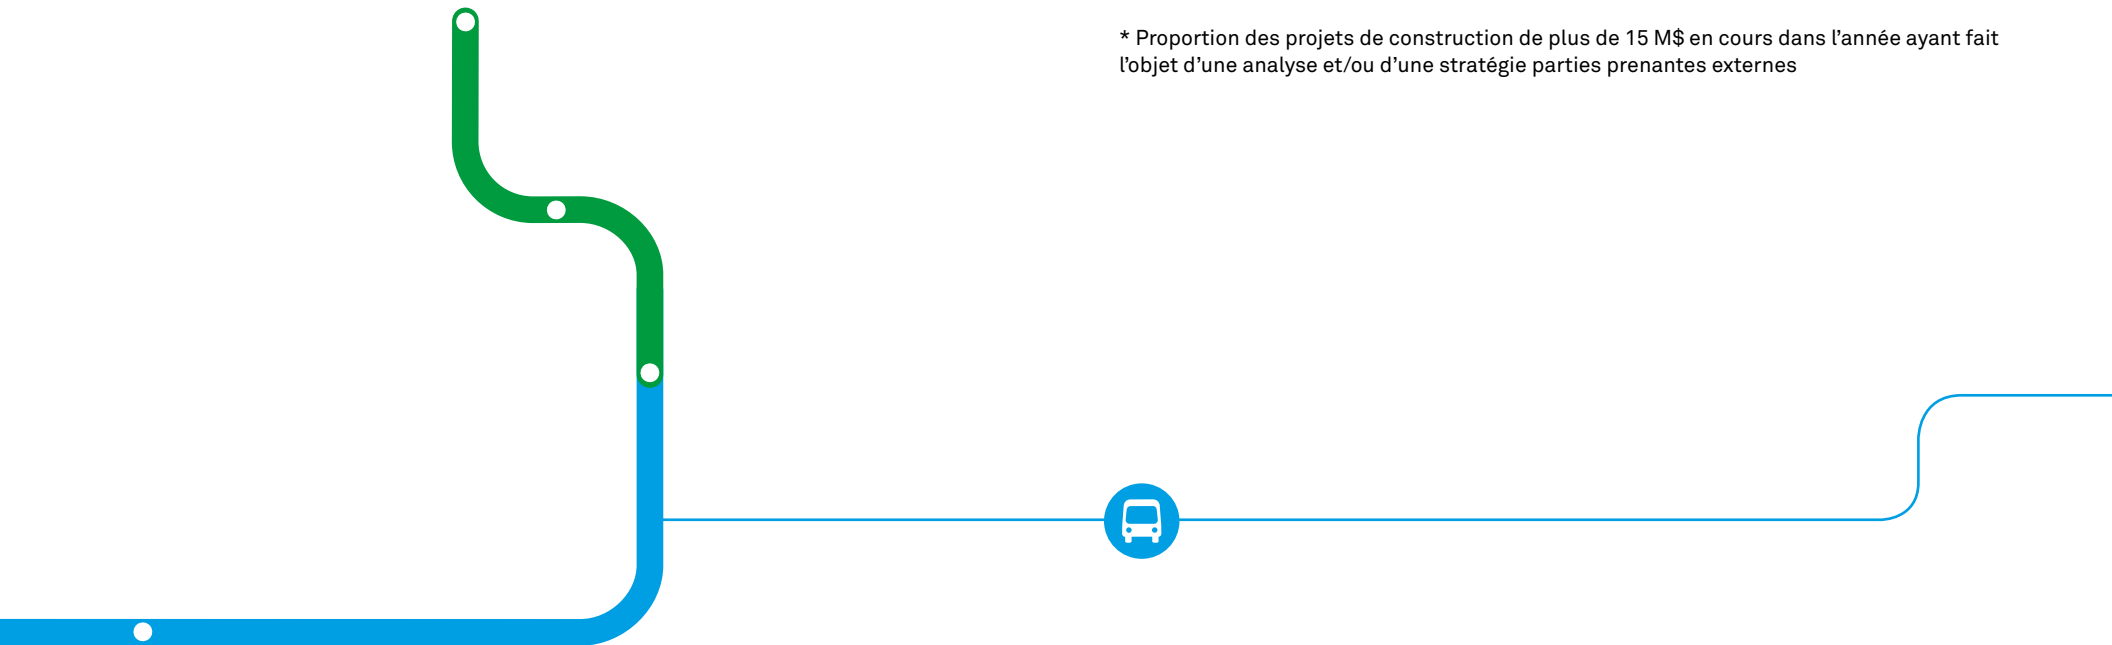 * Proportion des projets de construction de plus de 15 M$ en cours dans l’année ayant fait
l’objet d’une analyse et/ou d’une stratégie parties prenantes externes